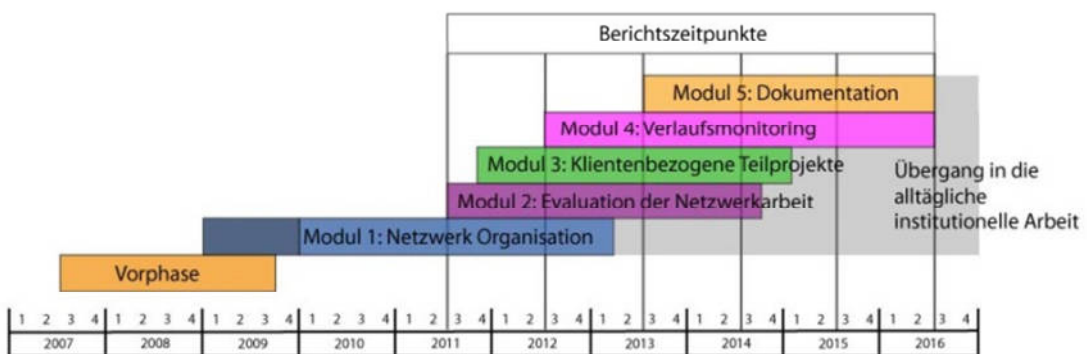 Berichtszeitpunkte
Modul 5: Dokumentation
Modul 4: Verlaufsmonitoring
Modul 3: Klientenbezogene Teilprojekte
Modul 2: Evaluation der Netzwerkarbeit
Modul 1: Netzwerk Organisation
Vorphase
Übergang in die
alltägliche
institutionelle Arbeit
1 2 3 4 1 2 3 4 1 2 3 4 1 2 3 4 1 2 3 4 1 2 3 4 1 2 3 4 1 2 3 4 1 2 3 4 1 2 3 4
2007 2008 2009 2010 2011 2012 2013 2014 2015 2016